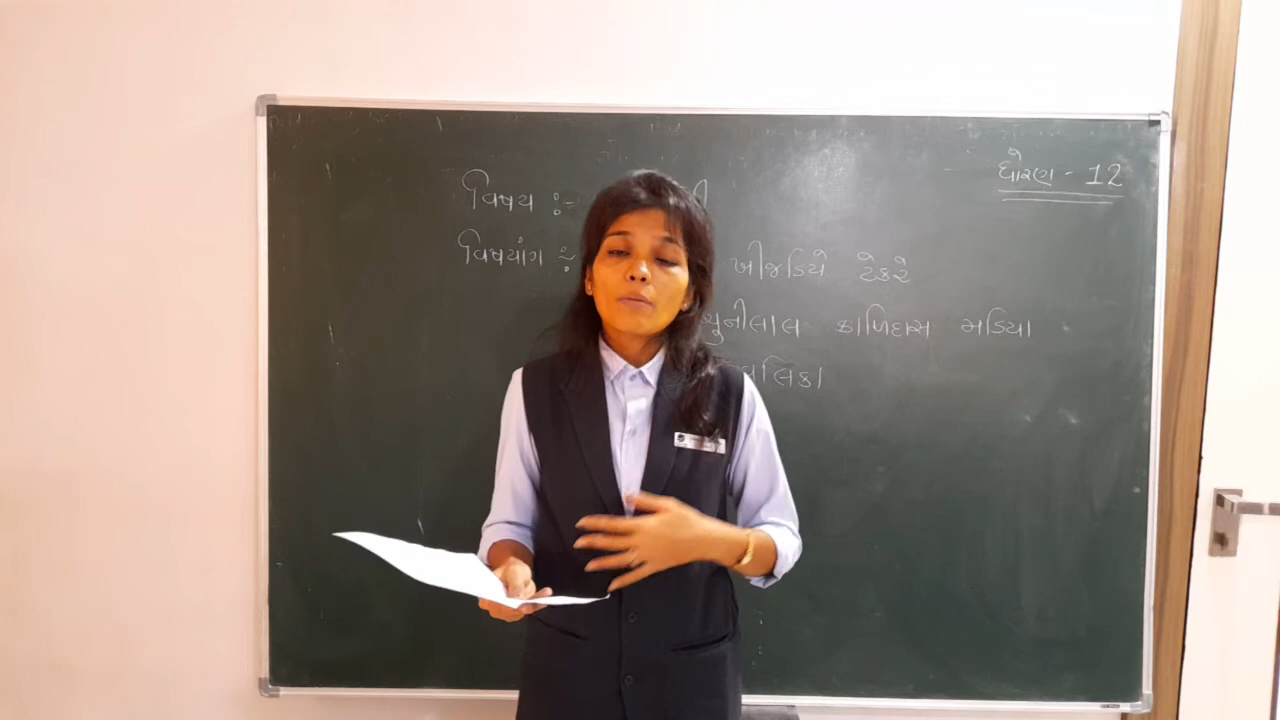 ધોરણ - 12
વિષય :-
વિષયાંગ :- ખીજડિયે ટેકરે
ચુનીલાલ કાળિદાસ મડિયા